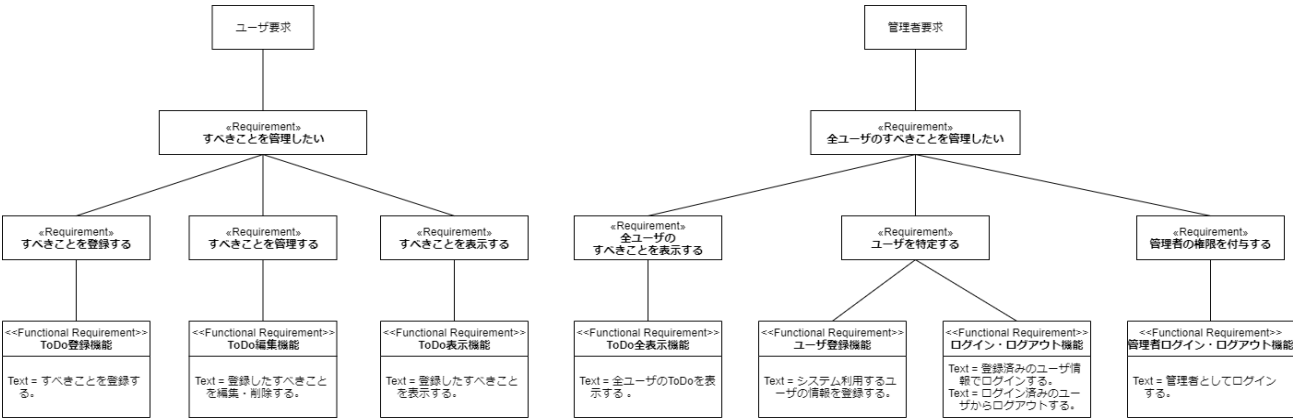 ユーザ要求
管理者要求
«Requirement»
すべきことを管理したい
«Requirement»
全ユーザのすべきことを管理したい
«Requirement»
すべきことを登録する
«Requirement»
すべきことを管理する
«Requirement»
すべきことを表示する
«Requirement»
全ユーザの
すべきことを表示する
«Requirement»
ユーザを特定する
«Requirement»
管理者の権限を付与する
<<Functional Requirement>>
ToDo登録機能
Text = すべきことを登録す
る。
<<Functional Requirement>>
ToDo編集機能
Text = 登録したすべきこと
を編集・削除する。
<<Functional Requirement>>
ToDo表示機能
Text = 登録したすべきこと
を表示する。
<<Functional Requirement>>
ToDo全表示機能
Text = 全ユーザのToDoを表
示する 。
<<Functional Requirement>>
ユーザ登録機能
Text = システム利用するユ
ーザの情報を登録する。
<<Functional Requirement>>
ログイン・ログアウト機能
Text = 登録済みのユーザ情
報でログインする。
Text = ログイン済みのユー
ザからログアウトする。
<<Functional Requirement>>
管理者ログイン・ログアウト機能
Text = 管理者としてログイン
する。